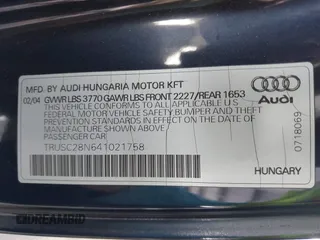 MFD. BY AUDI HUNGARIA MOTOR KFT
02/04 GVWR LBS 3770 GAWR LBS FRONT 2227/REAR 1653
THIS VEHICLE CONFORMS TO ALL APPLICABLE U.S.
FEDERAL MOTOR VEHICLE SAFETY BUMPER AND THEFT
PREVENTION STANDARDS IN EFFECT ON THE DATE OF
MANUFACTURE SHOWN ABOVE
PASSENGER CAR
TRUSC28N641021758
Audi
0718069
HUNGARY
DREAMBID